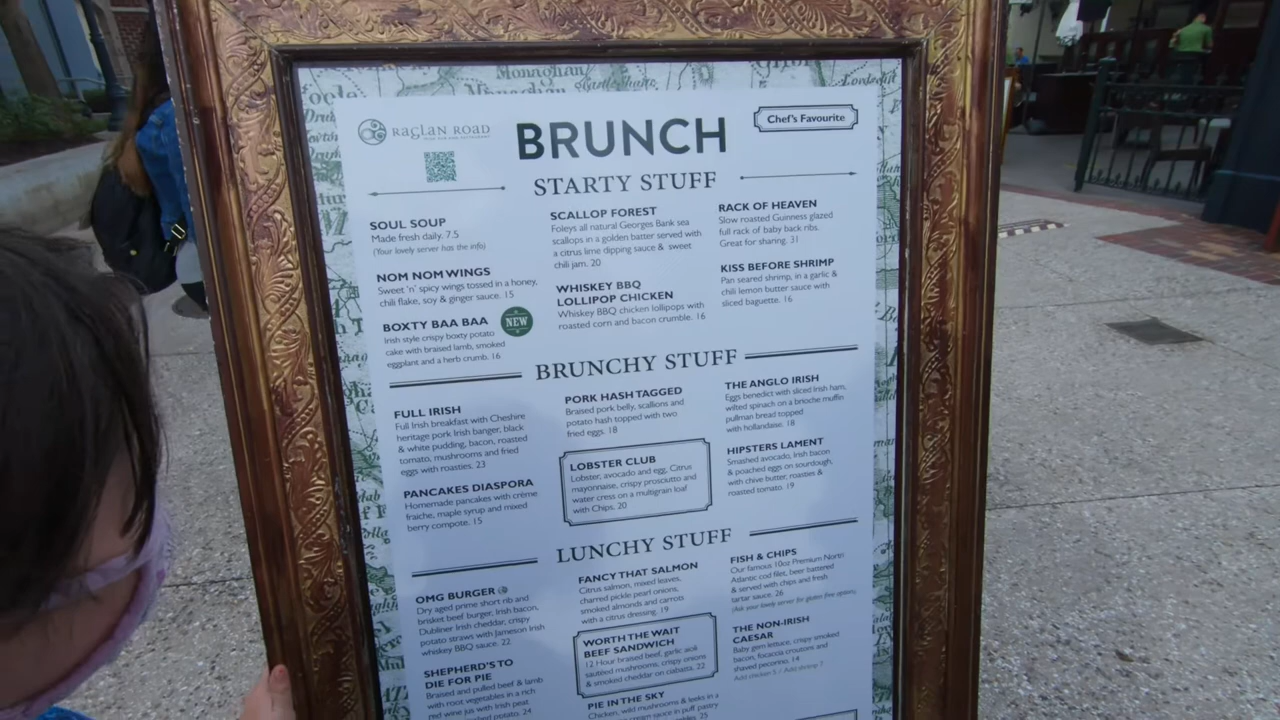 Monaghan
RAGLAN ROAD
BRUNCH
Chef's Favourite
STARTY STUFF
SOUL SOUP
Made fresh daily. 7.5
(Your lovely server has the info)
NOM NOM WINGS
Sweet 'n' spicy wings tossed in a honey,
chili flake, soy & ginger sauce. 15
BOXTY BAA BAA
NEW
Irish style crispy boxty potato
cake with braised lamb, smoked
eggplant and a herb crumb. 16
SCALLOP FOREST
Foleys all natural Georges Bank sea
scallops in a golden batter served with
a citrus lime dipping sauce & sweet
chili jam. 20
WHISKEY BBQ
LOLLIPOP CHICKEN
Whiskey BBQ chicken lollipops with
roasted corn and bacon crumble. 16
RACK OF HEAVEN
Slow roasted Guinness glazed
full rack of baby back ribs.
Great for sharing. 31
KISS BEFORE SHRIMP
Pan seared shrimp, in a garlic &
chili lemon butter sauce with
sliced baguette. 16
BRUNCHY STUFF
FULL IRISH
Full Irish breakfast with Cheshire
heritage pork Irish banger, black
& white pudding, bacon, roasted
tomato, mushrooms and fried
eggs with roasties. 23
PANCAKES DIASPORA
Homemade pancakes with crème
fraiche, maple syrup and mixed
berry compote. 15
PORK HASH TAGGED
Braised pork belly, scallions and
potato hash topped with two
fried eggs. 18
LOBSTER CLUB
Lobster, avocado and egg, Citrus
mayonnaise, crispy prosciutto and
water cress on a multigrain loaf
with Chips. 20
THE ANGLO IRISH
Eggs benedict with sliced Irish ham,
wilted spinach on a brioche muffin
pullman bread topped
with hollandaise. 18
HIPSTERS LAMENT
Smashed avocado, Irish bacon
& poached eggs on sourdough,
with chive butter, roasties &
roasted tomato. 19
LUNCHY STUFF
OMG BURGER
Dry aged prime short rib and
brisket beef burger, Irish bacon,
Dubliner Irish cheddar, crispy
potato straws with Jameson Irish
whiskey BBQ sauce. 22
SHEPHERD'S TO
DIE FOR PIE
Braised and pulled beef & lamb
with root vegetables in a rich
red wine jus with Irish peat
potato. 24
FANCY THAT SALMON
Citrus salmon, mixed leaves,
charred pickle pearl onions,
smoked almonds and carrots
with a citrus dressing. 19
WORTH THE WAIT
BEEF SANDWICH
12 Hour braised beef, garlic aioli
sautéed mushrooms, crispy onions
& smoked cheddar on ciabatta. 22
PIE IN THE SKY
Chicken, wild mushrooms & leeks in a
cream sauce in puff pastry
25
FISH & CHIPS
Our famous 10oz Premium North
Atlantic cod filet, beer battered
& served with chips and fresh
tartar sauce. 26
(Ask your lovely server for gluten free option)
THE NON-IRISH
CAESAR
Baby gem lettuce, crispy smoked
bacon, focaccia croutons and
shaved pecorino. 14
Add chicken 5 / Add shrimp 7